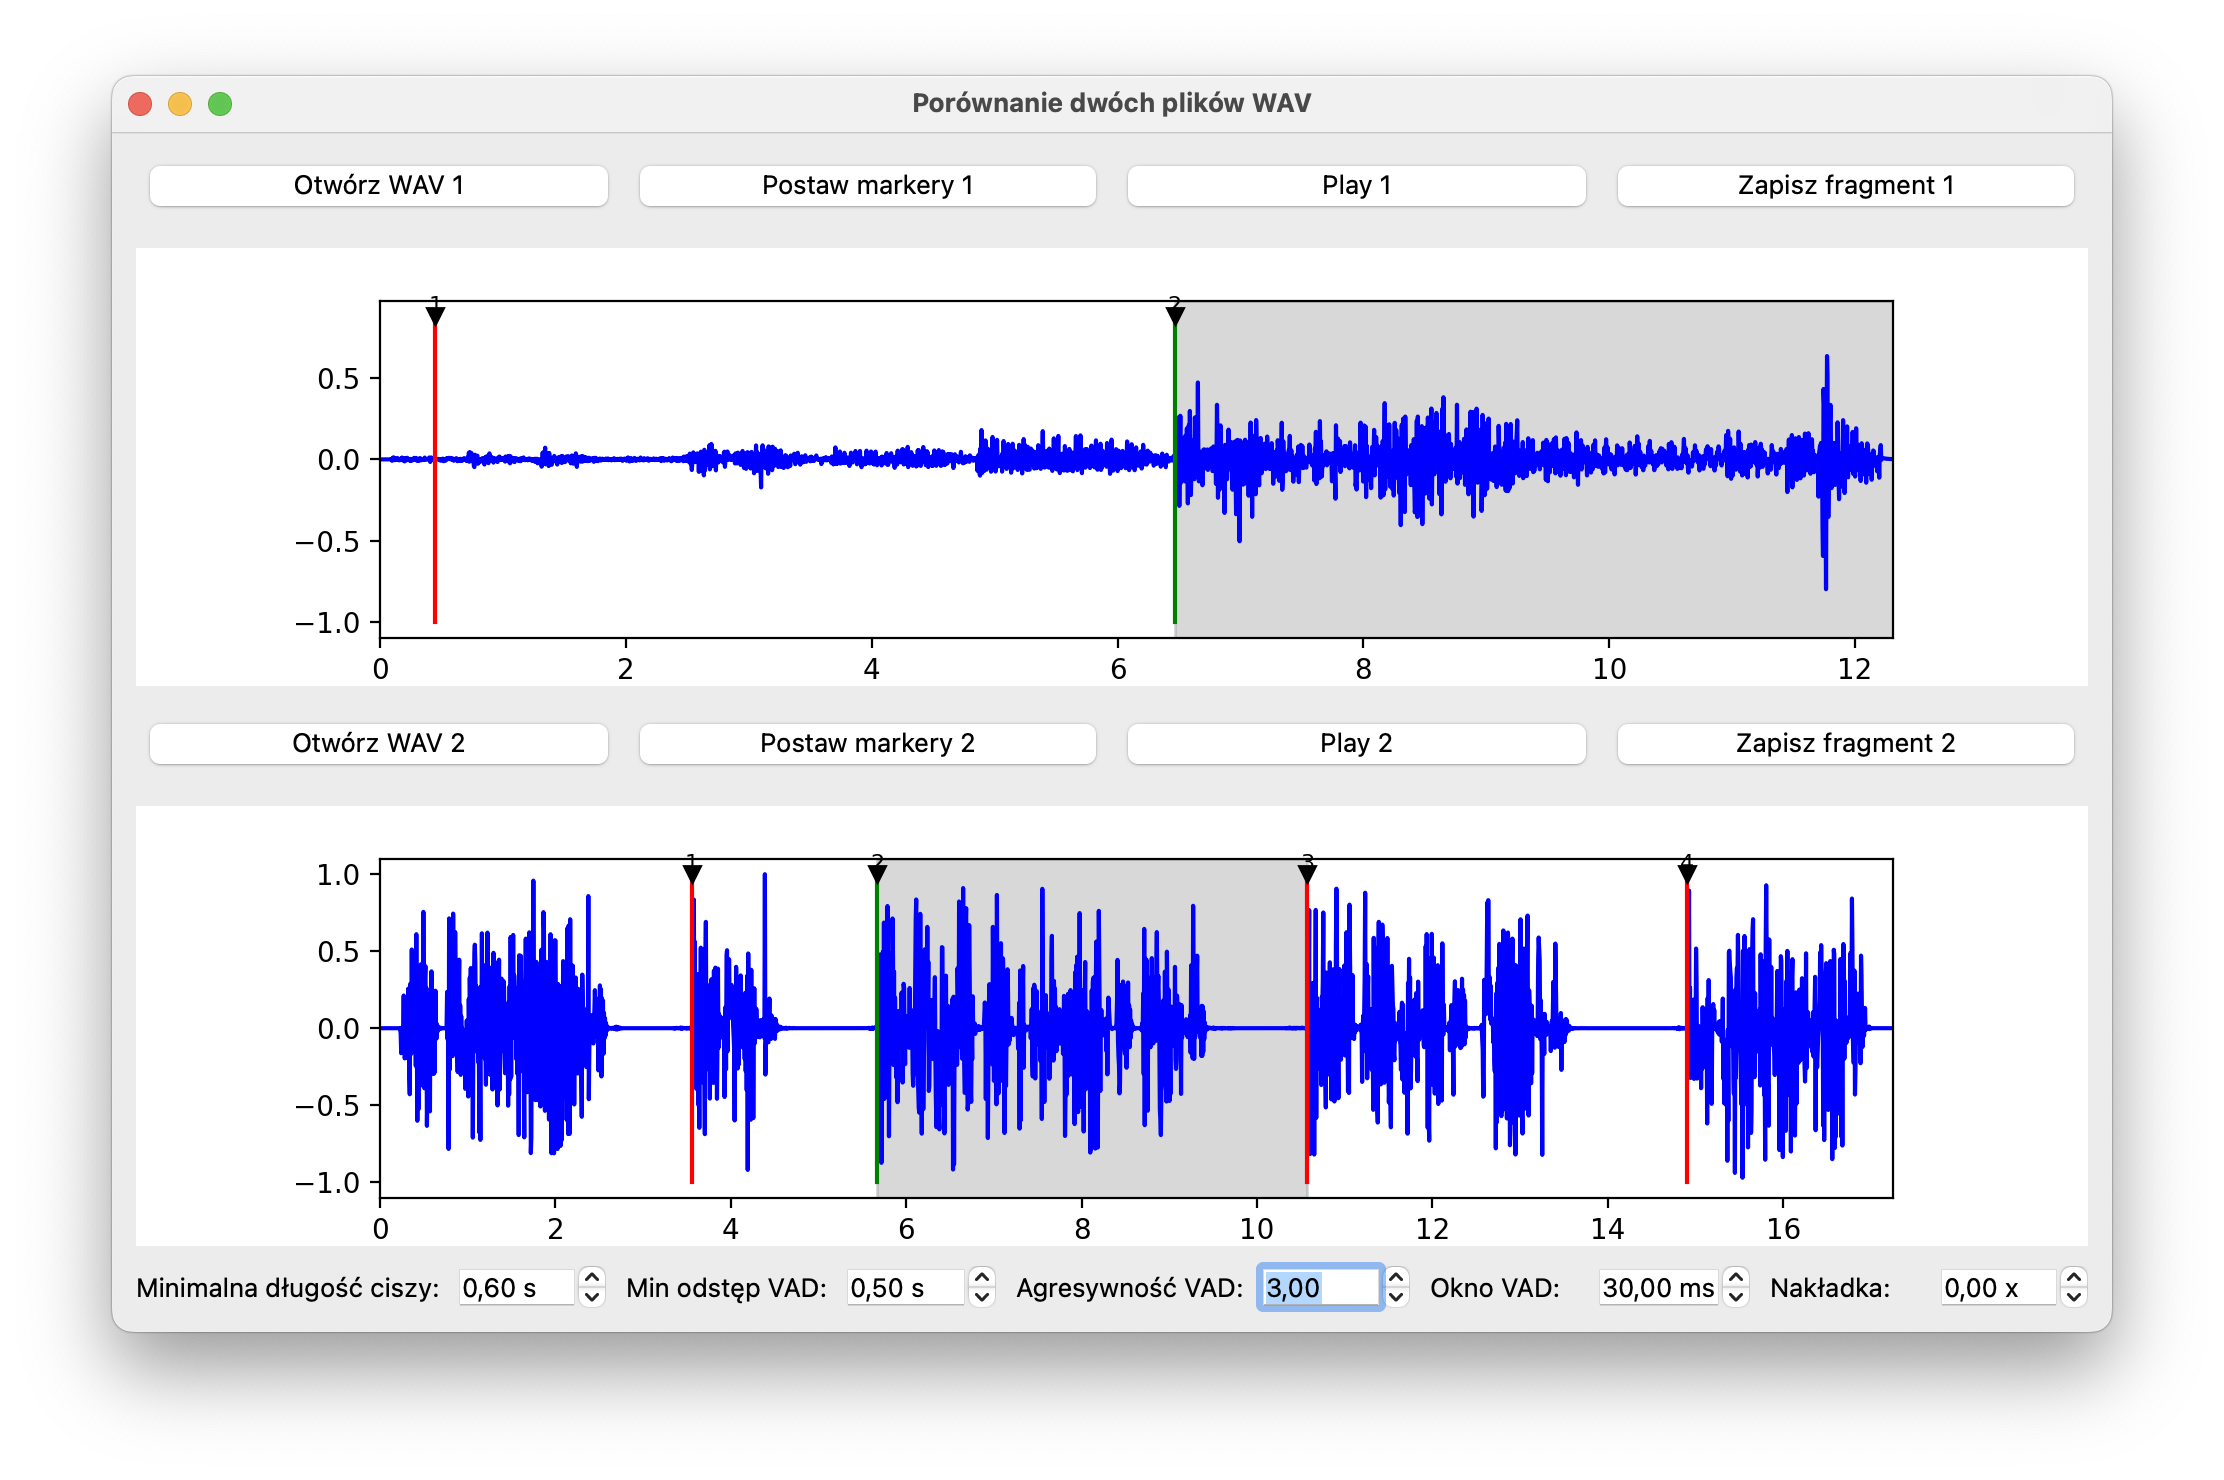 Porównanie dwóch plików WAV
Otwórz WAV 1 Postaw markery 1 Play 1 Zapisz fragment 1
1 2
0.5
0.0
−0.5
−1.0
0 2 4 6 8 10 12
Otwórz WAV 2 Postaw markery 2 Play 2 Zapisz fragment 2
1 2 3 4
1.0
0.5
0.0
−0.5
−1.0
0 2 4 6 8 10 12 14 16
Minimalna długość ciszy: 0,60 s Min odstęp VAD: 0,50 s Agresywność VAD: 3,00 Okno VAD: 30,00 ms Nakładka: 0,00 x